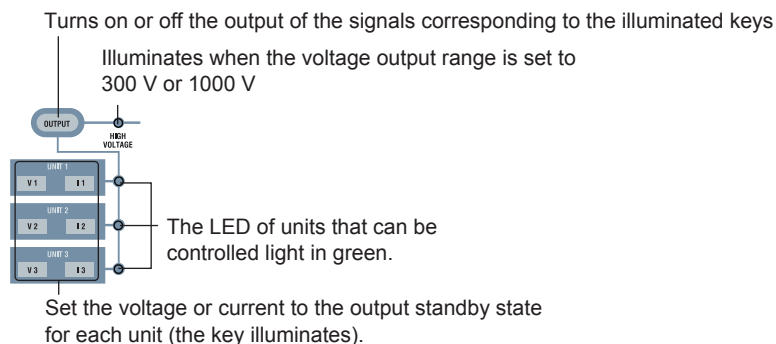 Turns on or off the output of the signals corresponding to the illuminated keys
Illuminates when the voltage output range is set to
300 V or 1000 V
OUTPUT
HIGH
VOLTAGE
UNIT 1
V 1 I 1
UNIT 2
V 2 I 2
UNIT 3
V 3 I 3
The LED of units that can be
controlled light in green.
Set the voltage or current to the output standby state
for each unit (the key illuminates).